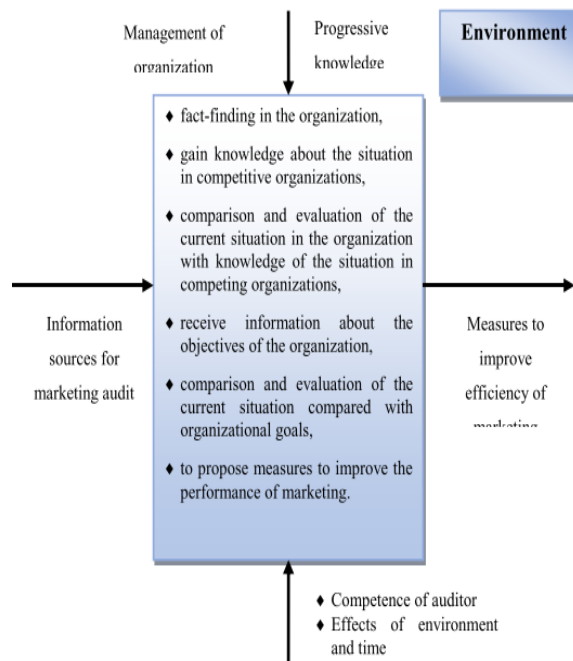 Management of
organization
Progressive
knowledge
Environment
♦ fact-finding in the organization,
♦ gain knowledge about the situation
in competitive organizations,
♦ comparison and evaluation of the
current situation in the organization
with knowledge of the situation in
competing organizations,
♦ receive information about the
objectives of the organization,
♦ comparison and evaluation of the
current situation compared with
organizational goals,
♦ to propose measures to improve the
performance of marketing.
Information
sources for
marketing audit
Measures to
improve
efficiency of
marketing
♦ Competence of auditor
♦ Effects of environment
and time